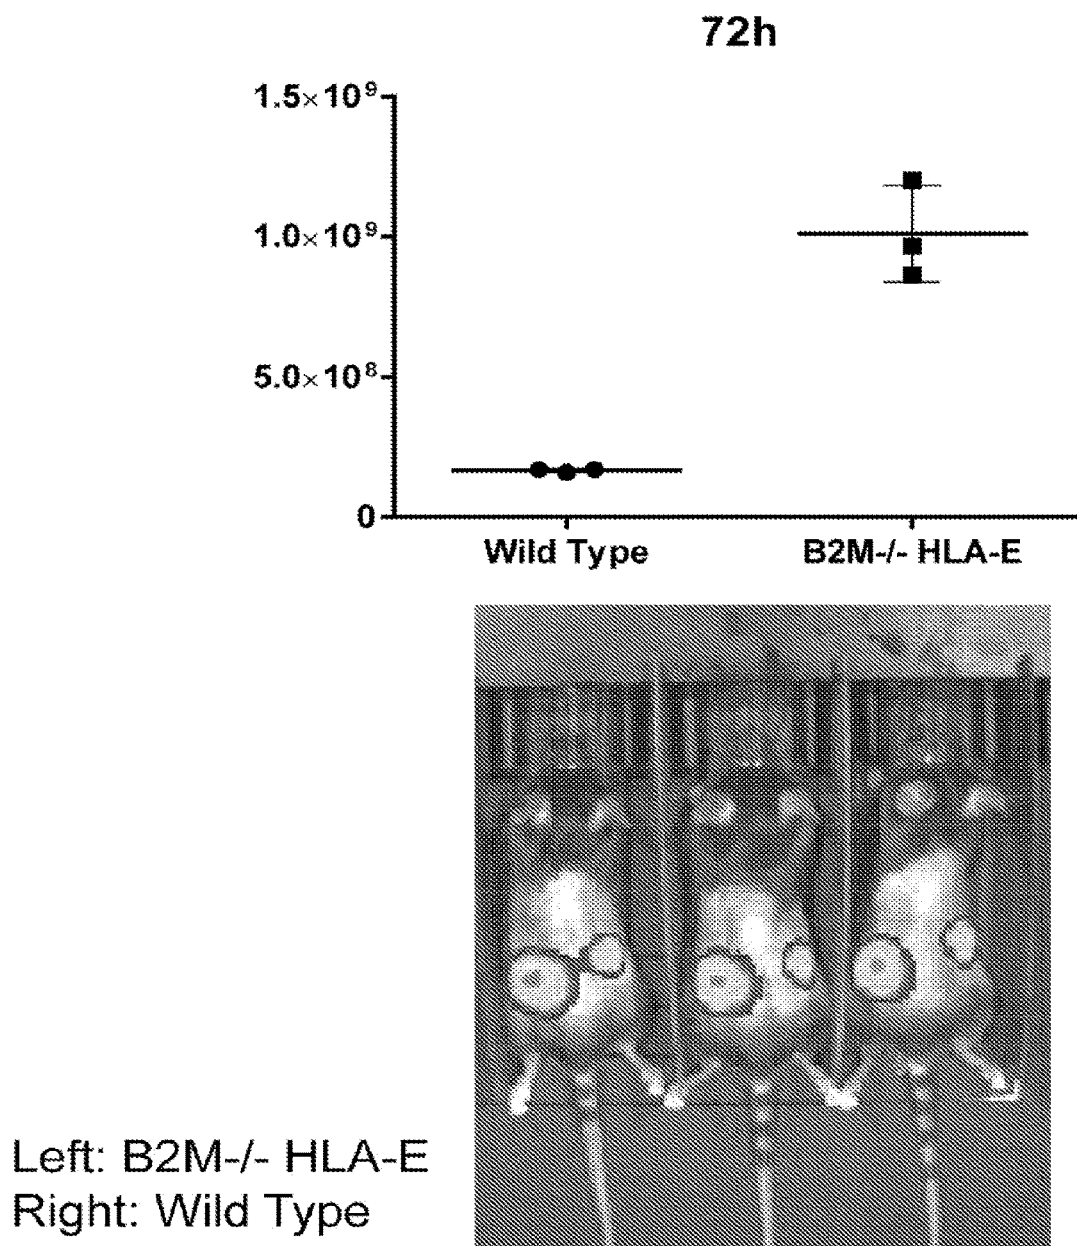 72h
1.5×10⁹
1.0×10⁹
5.0×10⁸
0
Wild Type
B2M-/- HLA-E
Left: B2M-/- HLA-E
Right: Wild Type